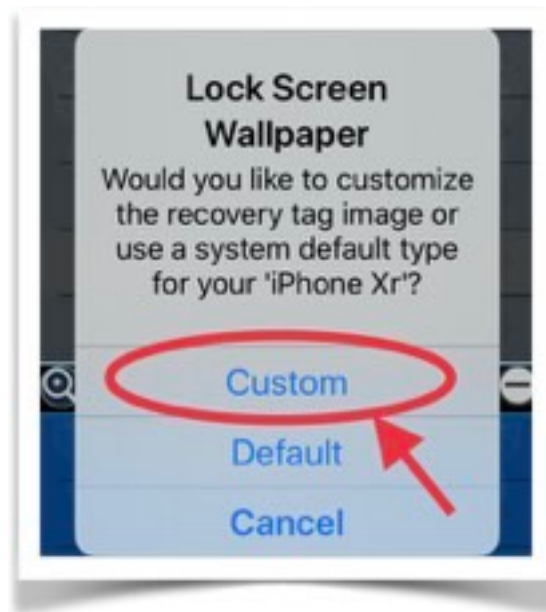 Lock Screen
Wallpaper
Would you like to customize
the recovery tag image or
use a system default type
for your 'iPhone Xr'?
Custom
Default
Cancel